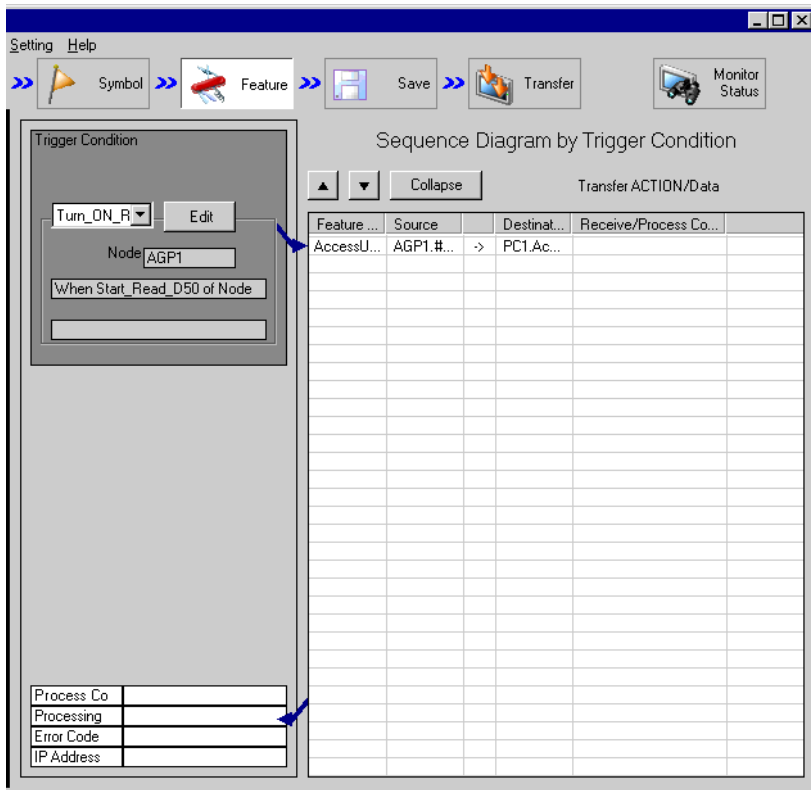 Setting Help
Symbol Feature Save Transfer Monitor Status
Trigger Condition
Turn_ON_R Edit
Node AGP1
When Start_Read_D50 of Node
Sequence Diagram by Trigger Condition
Collapse Transfer ACTION/Data
Feature ... Source Destinat... Receive/Process Co...
AccessU... AGP1.#... -> PC1.Ac...
Process Co
Processing
Error Code
IP Address